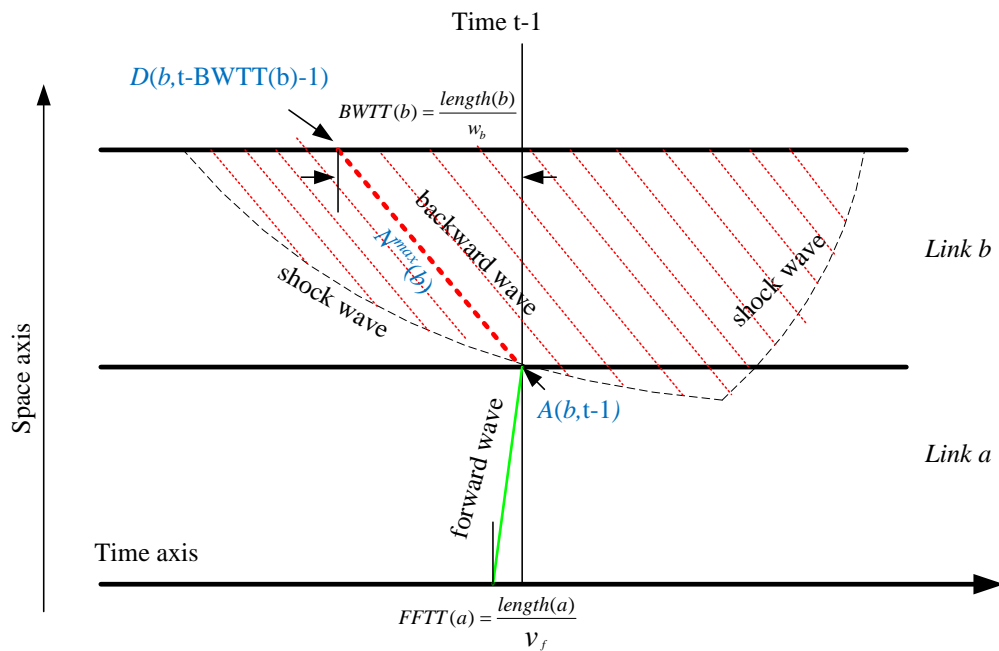 Time t-1
D(b,t-BWTT(b)-1)
BWTT(b) = length(b) / w_b
backward wave
N^max(b)
shock wave
shock wave
Link b
Space axis
A(b,t-1)
forward wave
Link a
Time axis
FFTT(a) = length(a) / v_f